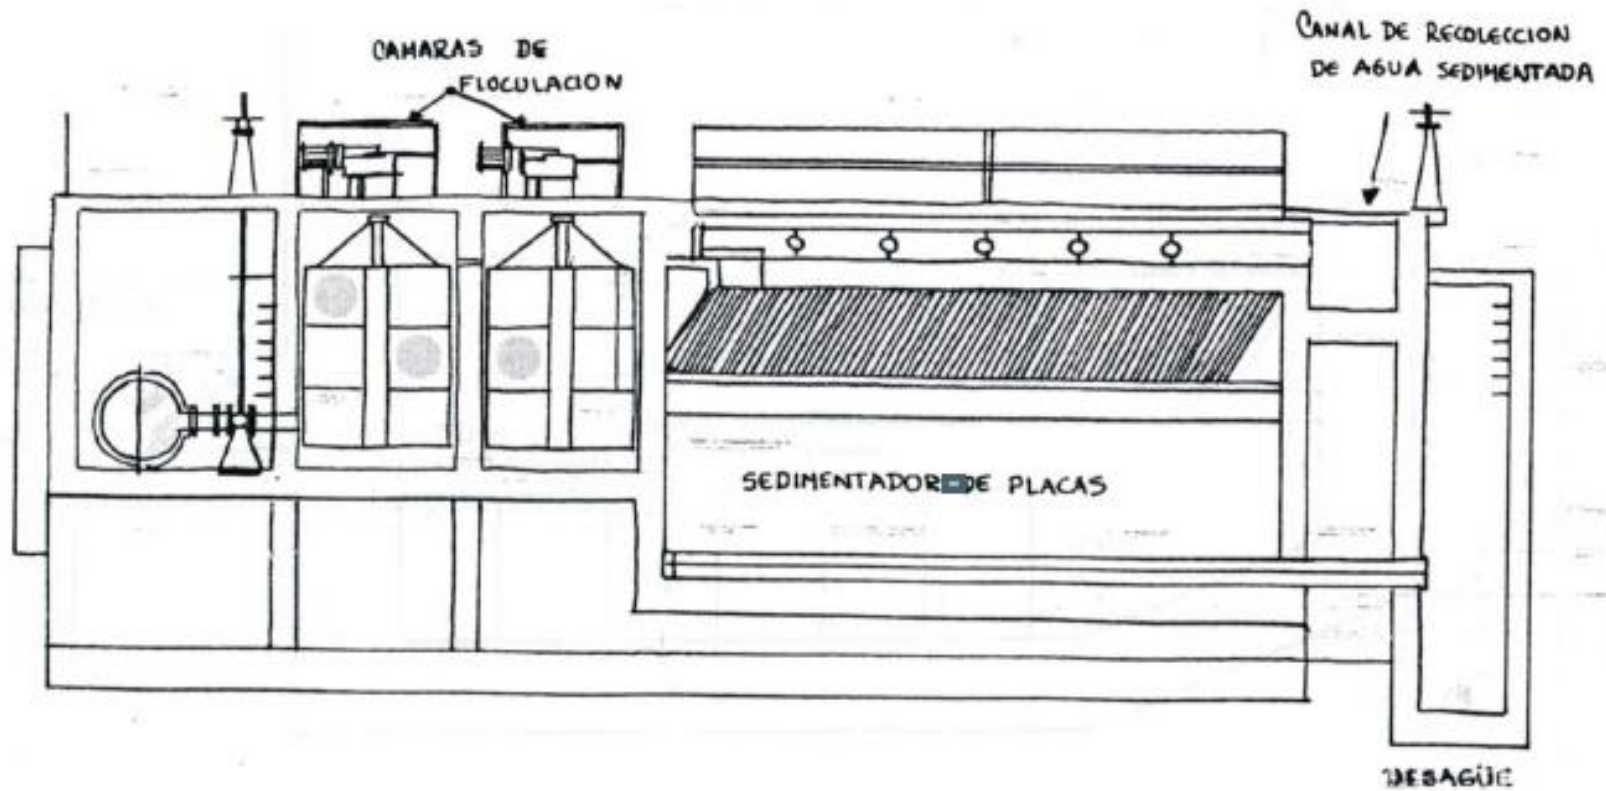 CAMARAS DE
FLOCULACION
CANAL DE RECOLECCION
DE AGUA SEDIMENTADA
SEDIMENTADOR DE PLACAS
DESAGÜE